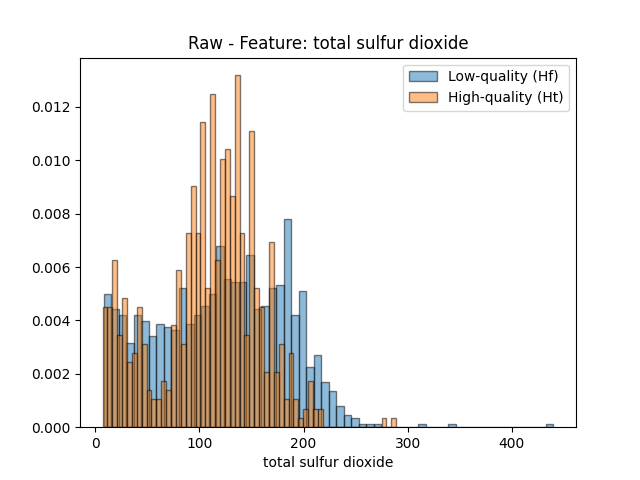 Raw - Feature: total sulfur dioxide
Low-quality (Hf)
High-quality (Ht)
0.012
0.010
0.008
0.006
0.004
0.002
0.000
0 100 200 300 400
total sulfur dioxide